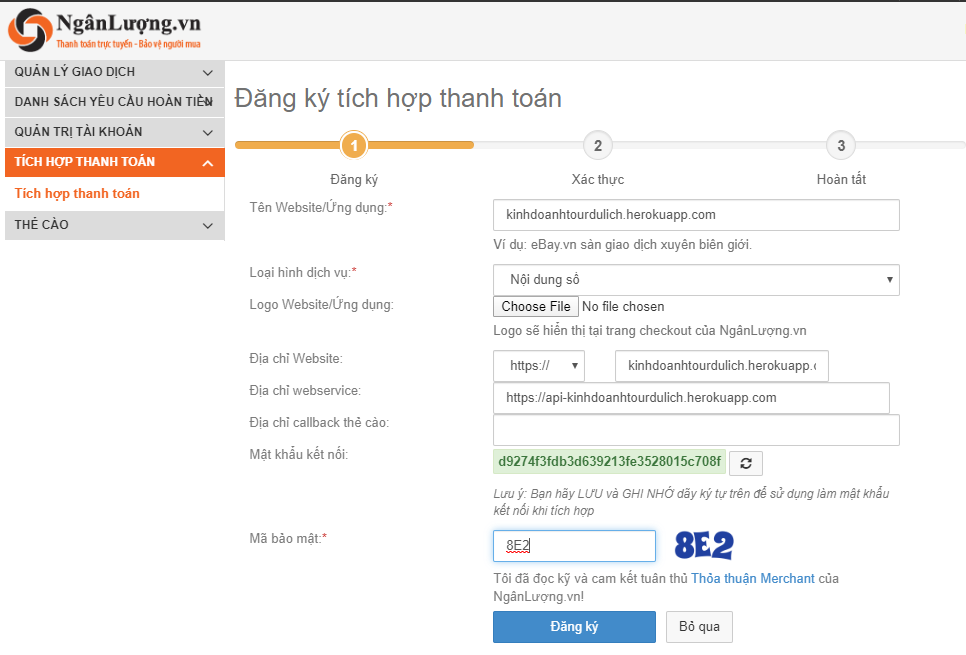 NgânLượng.vn
Thanh toán trực tuyến - Bảo vệ người mua
QUẢN LÝ GIAO DỊCH
DANH SÁCH YÊU CẦU HOÀN TIỀN
QUẢN TRỊ TÀI KHOẢN
TÍCH HỢP THANH TOÁN
Tích hợp thanh toán
THẺ CÀO
Đăng ký tích hợp thanh toán
1
2
3
Đăng ký
Xác thực
Hoàn tất
Tên Website/Ứng dụng:*
kinhdoanhtourdulich.herokuapp.com
Ví dụ: eBay.vn sàn giao dịch xuyên biên giới.
Loại hình dịch vụ:*
Nội dung số
Logo Website/Ứng dụng:
Choose File No file chosen
Logo sẽ hiển thị tại trang checkout của NgânLượng.vn
Địa chỉ Website:
https://
kinhdoanhtourdulich.herokuapp.c
Địa chỉ webservice:
https://api-kinhdoanhtourdulich.herokuapp.com
Địa chỉ callback thẻ cào:
Mật khẩu kết nối:
d9274f3fdb3d639213fe3528015c708f
Lưu ý: Bạn hãy LƯU và GHI NHỚ dãy ký tự trên để sử dụng làm mật khẩu
kết nối khi tích hợp
Mã bảo mật:*
8E2
8E2
Tôi đã đọc kỹ và cam kết tuân thủ Thỏa thuận Merchant của
NgânLượng.vn!
Đăng ký
Bỏ qua